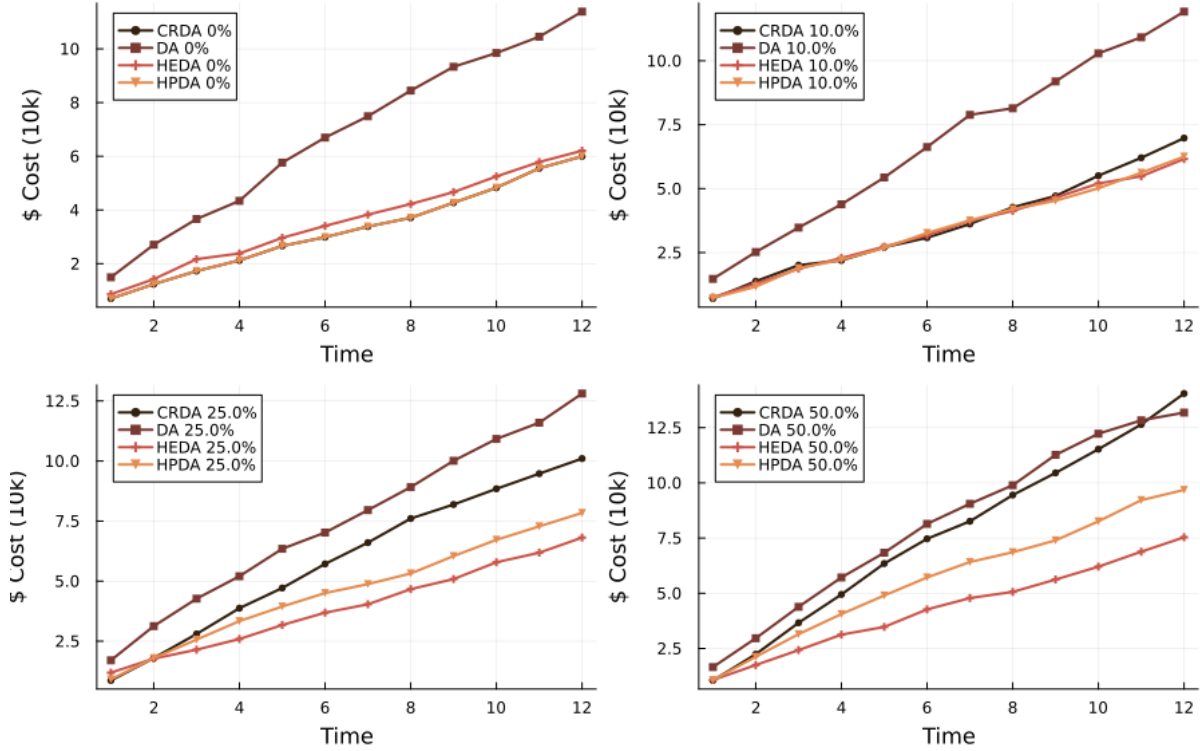 CRDA 0%
DA 0%
HEDA 0%
HPDA 0%
10
8
6
4
2
$ Cost (10k)
2 4 6 8 10 12
Time
CRDA 10.0%
DA 10.0%
HEDA 10.0%
HPDA 10.0%
10.0
7.5
5.0
2.5
$ Cost (10k)
2 4 6 8 10 12
Time
CRDA 25.0%
DA 25.0%
HEDA 25.0%
HPDA 25.0%
12.5
10.0
7.5
5.0
2.5
$ Cost (10k)
2 4 6 8 10 12
Time
CRDA 50.0%
DA 50.0%
HEDA 50.0%
HPDA 50.0%
12.5
10.0
7.5
5.0
2.5
$ Cost (10k)
2 4 6 8 10 12
Time